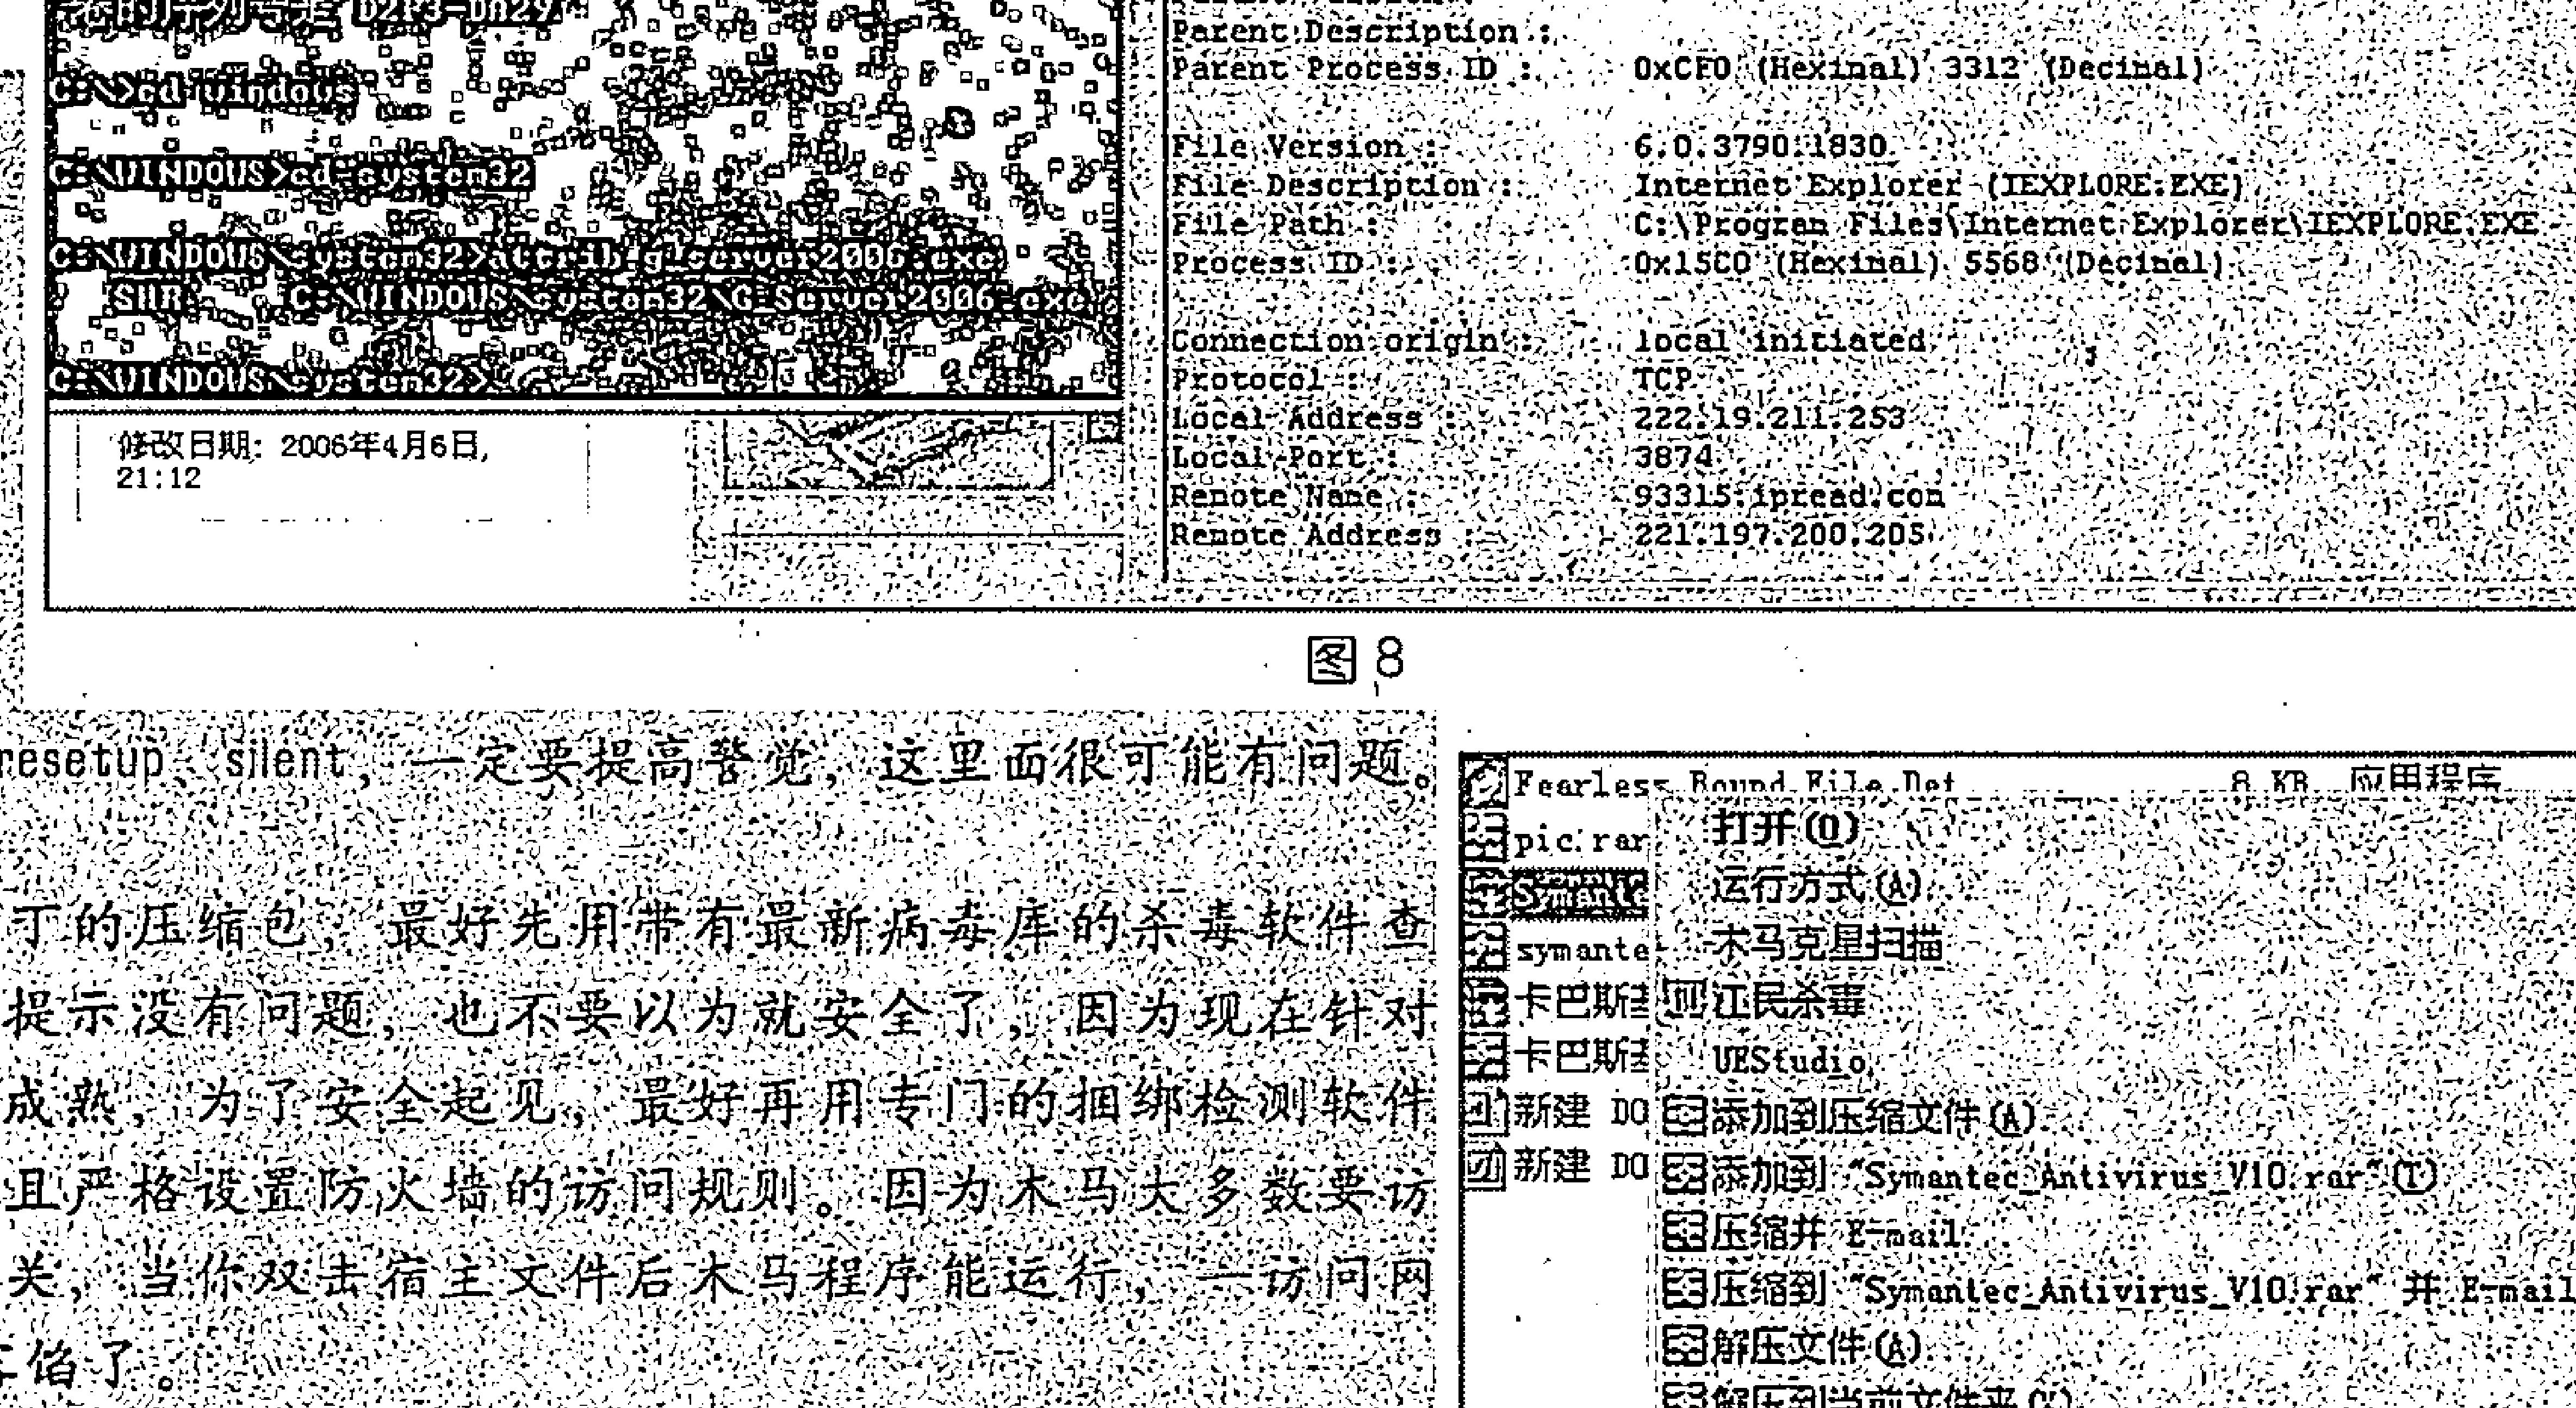 C:\>cd windows
C:\WINDOWS>cd system32
C:\WINDOWS\system32>attrib g_server2006.exe
SHR C:\WINDOWS\system32\G_Server2006.exe
C:\WINDOWS\system32>
修改日期: 2006年4月6日,
21:12
Parent Description :
Parent Process ID : 0xCF0 (Heximal) 3312 (Decimal)
File Version : 6.0.3790.1830
File Description : Internet Explorer (IEXPLORE.EXE)
File Path : C:\Program Files\Internet Explorer\IEXPLORE.EXE
Process ID : 0x15C0 (Heximal) 5568 (Decimal)
Connection origin : local initiated
Protocol : TCP
Local Address : 222.19.211.253
Local Port : 3874
Remote Name : 93315.ipread.com
Remote Address : 221.197.200.205
图 8
resetup、silent，一定要提高警觉，这里面很可能有问题。
丁的压缩包，最好先用带有最新病毒库的杀毒软件查
提示没有问题，也不要以为就安全了，因为现在针对
成熟，为了安全起见，最好再用专门的捆绑检测软件
且严格设置防火墙的访问规则。因为木马大多数要访
关，当你双击宿主文件后木马程序能运行，一访问网
馅了。
Fearless Bound File Det 8 KB 应用程序
pic.rar
symante
卡巴斯
卡巴斯
新建 DO
新建 DO
打开(O)
运行方式(A)
木马克星扫描
江民杀毒
UEStudio
添加到压缩文件(A)
添加到 "Symantec_Antivirus_V10.rar"(T)
压缩并 E-mail
压缩到 "Symantec_Antivirus_V10.rar" 并 E-mail
解压文件(A)
解压到当前文件夹(X)